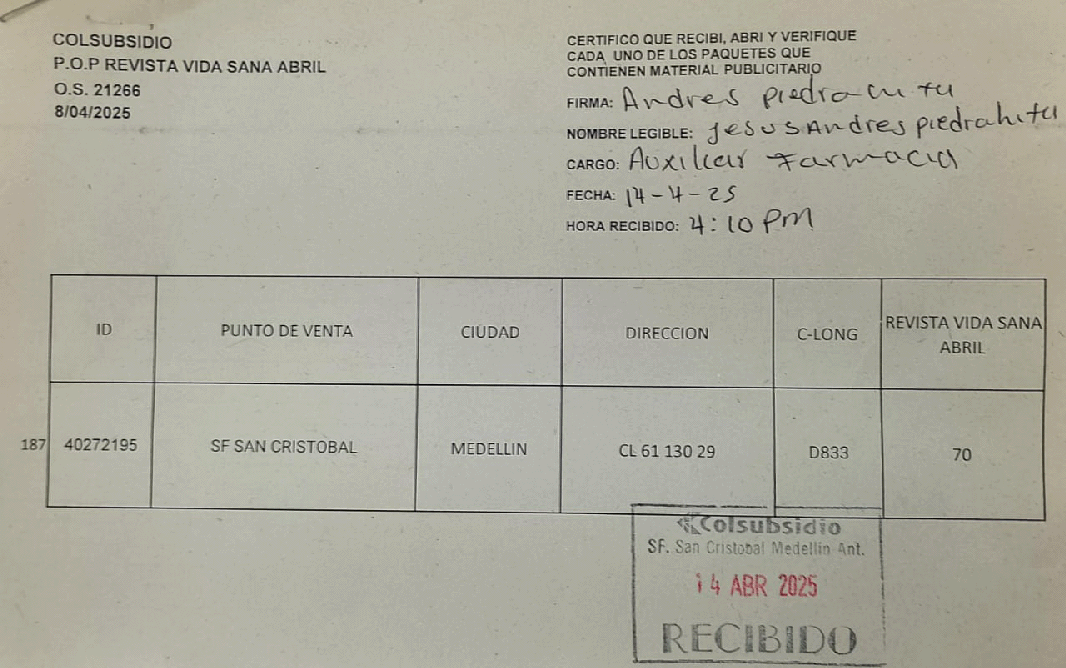 COLSUBSIDIO
P.O.P REVISTA VIDA SANA ABRIL
O.S. 21266
8/04/2025
CERTIFICO QUE RECIBI, ABRI Y VERIFIQUE
CADA UNO DE LOS PAQUETES QUE
CONTIENEN MATERIAL PUBLICITARIO
FIRMA: Andres piedrahita
NOMBRE LEGIBLE: Jesus Andres piedrahita
CARGO: Auxiliar Farmacia
FECHA: 14-4-25
HORA RECIBIDO: 4:10 PM
ID PUNTO DE VENTA CIUDAD DIRECCION C-LONG REVISTA VIDA SANA ABRIL
187 40272195 SF SAN CRISTOBAL MEDELLIN CL 61 130 29 D833 70
Colsubsidio
SF. San Cristobal Medellin Ant.
14 ABR 2025
RECIBIDO